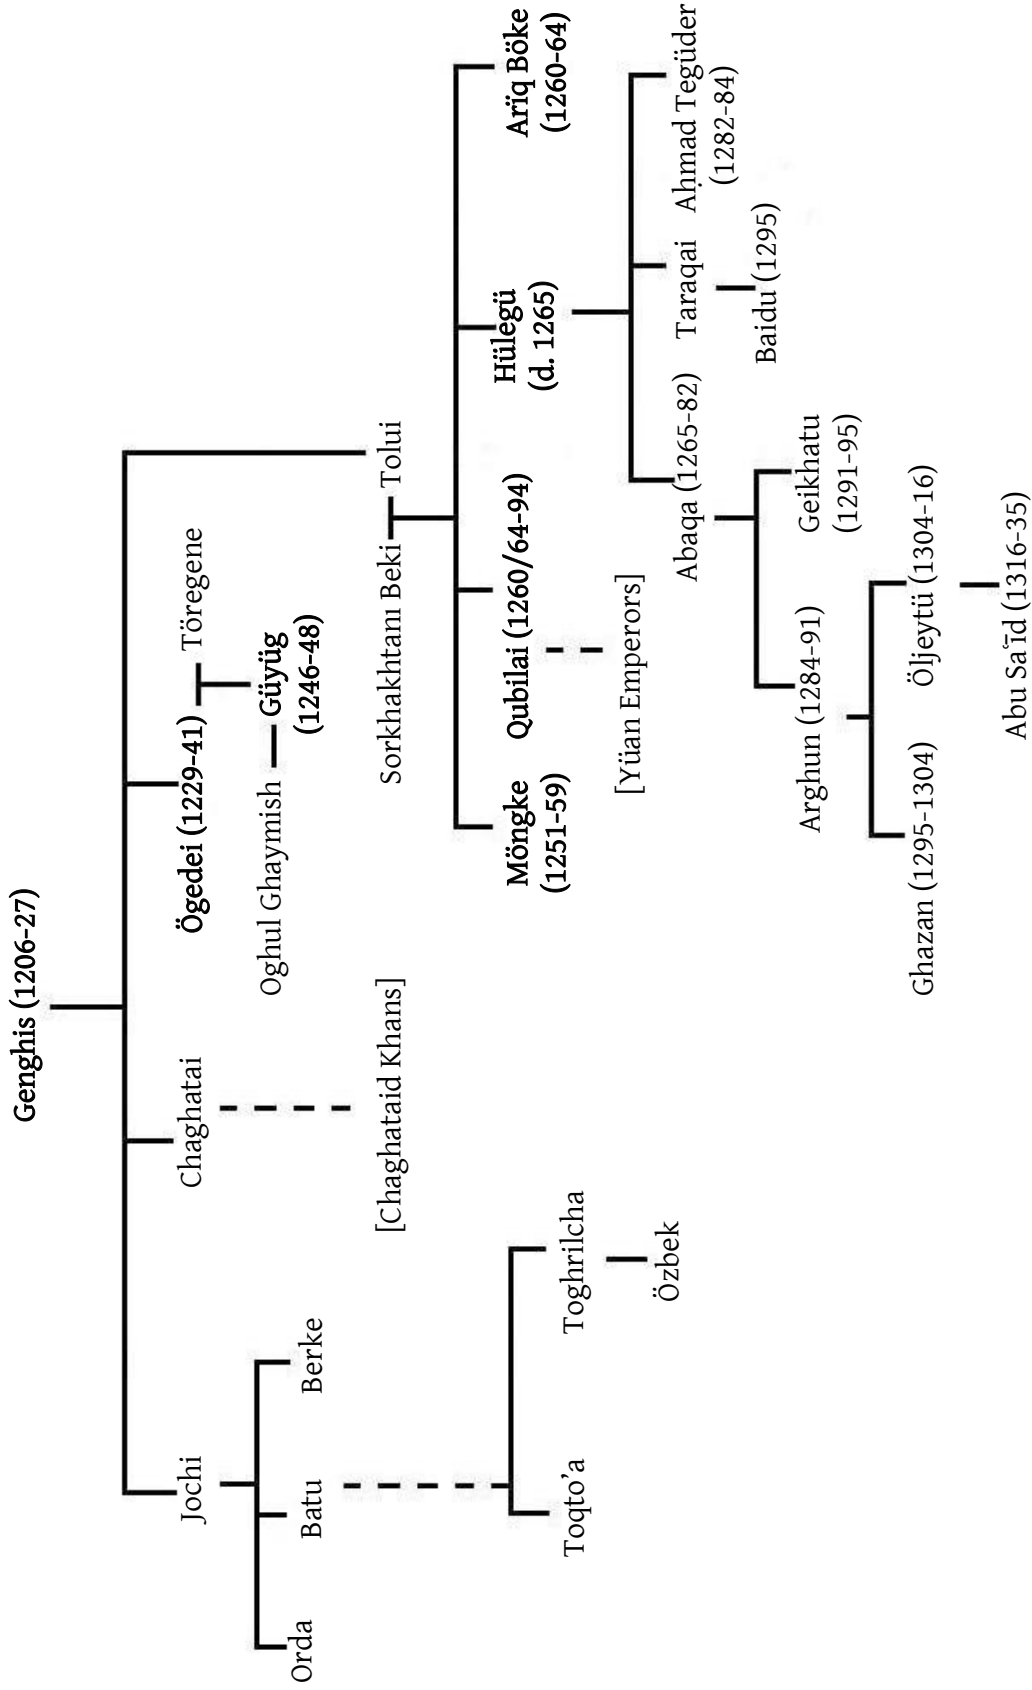 Genghis (1206-27)
Jochi
Chaghatai
Ögedei (1229-41)
Töregene
Orda
Batu
Berke
Oghul Ghaymish
Güyüg
(1246-48)
[Chaghataid Khans]
Sorkhakhtanı Beki
Tolui
Toqto’a
Toghrilcha
Möngke
(1251-59)
Qubilai (1260/64-94)
Hülegü
(d. 1265)
Arïq Böke
(1260-64)
Özbek
[Yüan Emperors]
Abaqa (1265-82)
Taraqai
Aḥmad Tegüder
(1282-84)
Baidu (1295)
Arghun (1284-91)
Geikhatu
(1291-95)
Ghazan (1295-1304)
Öljeytü (1304-16)
Abu Saʿīd (1316-35)